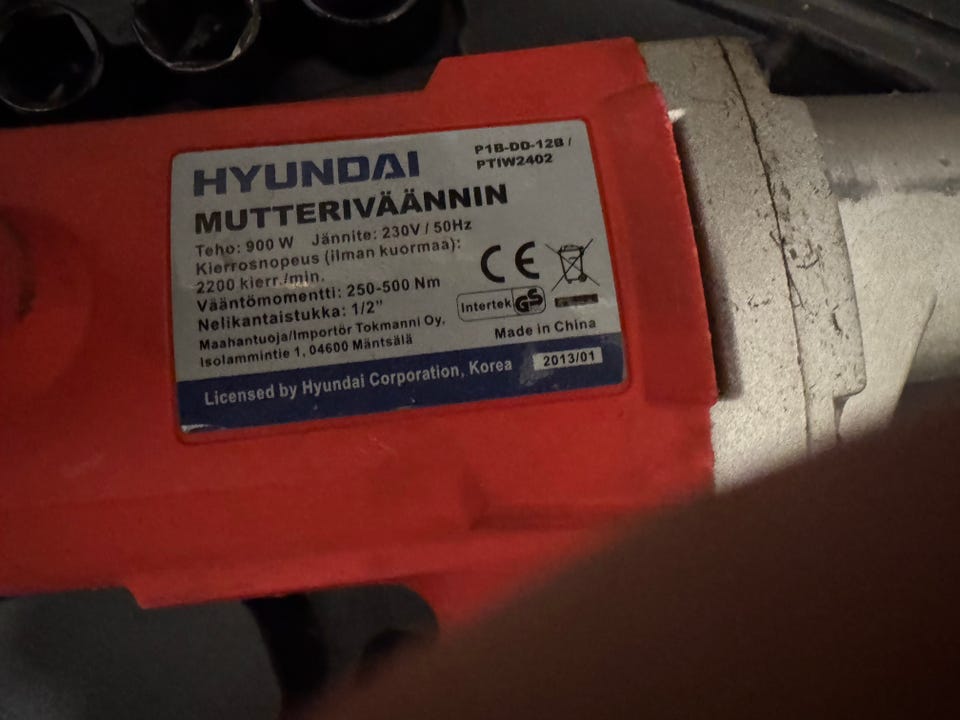 HYUNDAI
P1B-DD-12B /
PTIW2402
MUTTERIVÄÄNNIN
Teho: 900 W Jännite: 230V / 50Hz
Kierrosnopeus (ilman kuormaa):
2200 kierr./min.
Vääntömomentti: 250-500 Nm
Nelikantaistukka: 1/2"
CE
Intertek GS
Maahantuoja/Importör Tokmanni Oy,
Isolammintie 1, 04600 Mäntsälä
Made in China
Licensed by Hyundai Corporation, Korea
2013/01